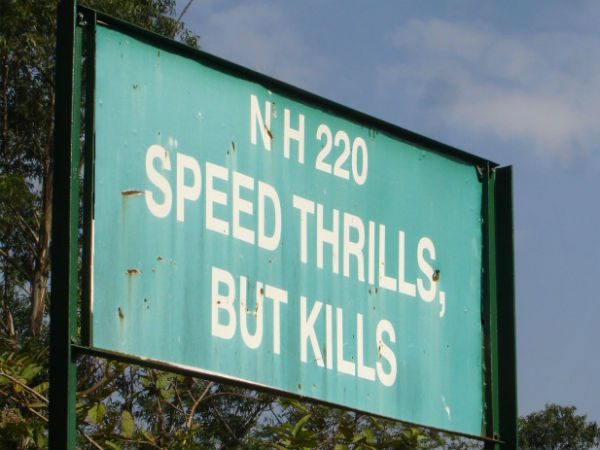 N H 220
SPEED THRILLS,
BUT KILLS